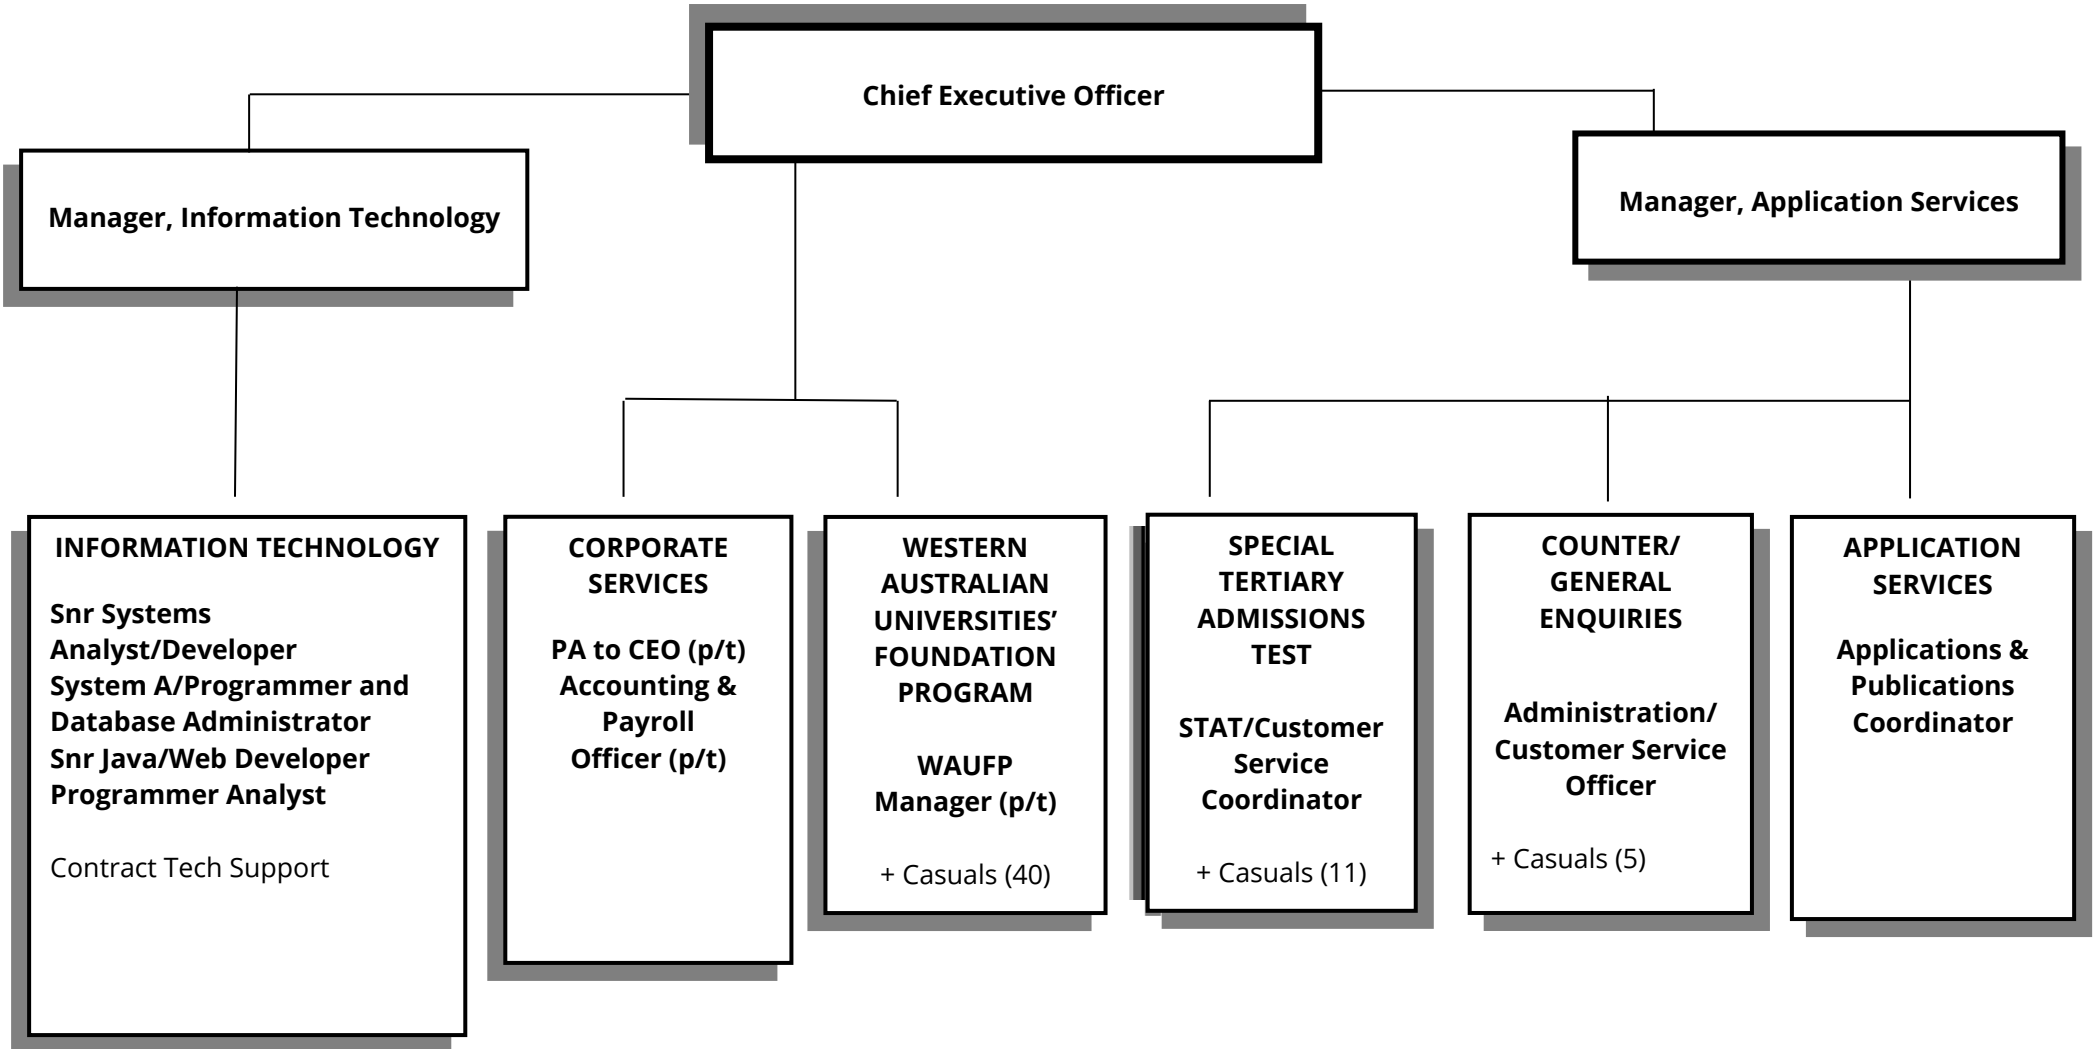 Chief Executive Officer
Manager, Information Technology
Manager, Application Services
INFORMATION TECHNOLOGY
Snr Systems
Analyst/Developer
System A/Programmer and
Database Administrator
Snr Java/Web Developer
Programmer Analyst
Contract Tech Support
CORPORATE
SERVICES
PA to CEO (p/t)
Accounting &
Payroll
Officer (p/t)
WESTERN
AUSTRALIAN
UNIVERSITIES’
FOUNDATION
PROGRAM
WAUFP
Manager (p/t)
+ Casuals (40)
SPECIAL
TERTIARY
ADMISSIONS
TEST
STAT/Customer
Service
Coordinator
+ Casuals (11)
COUNTER/
GENERAL
ENQUIRIES
Administration/
Customer Service
Officer
+ Casuals (5)
APPLICATION
SERVICES
Applications &
Publications
Coordinator